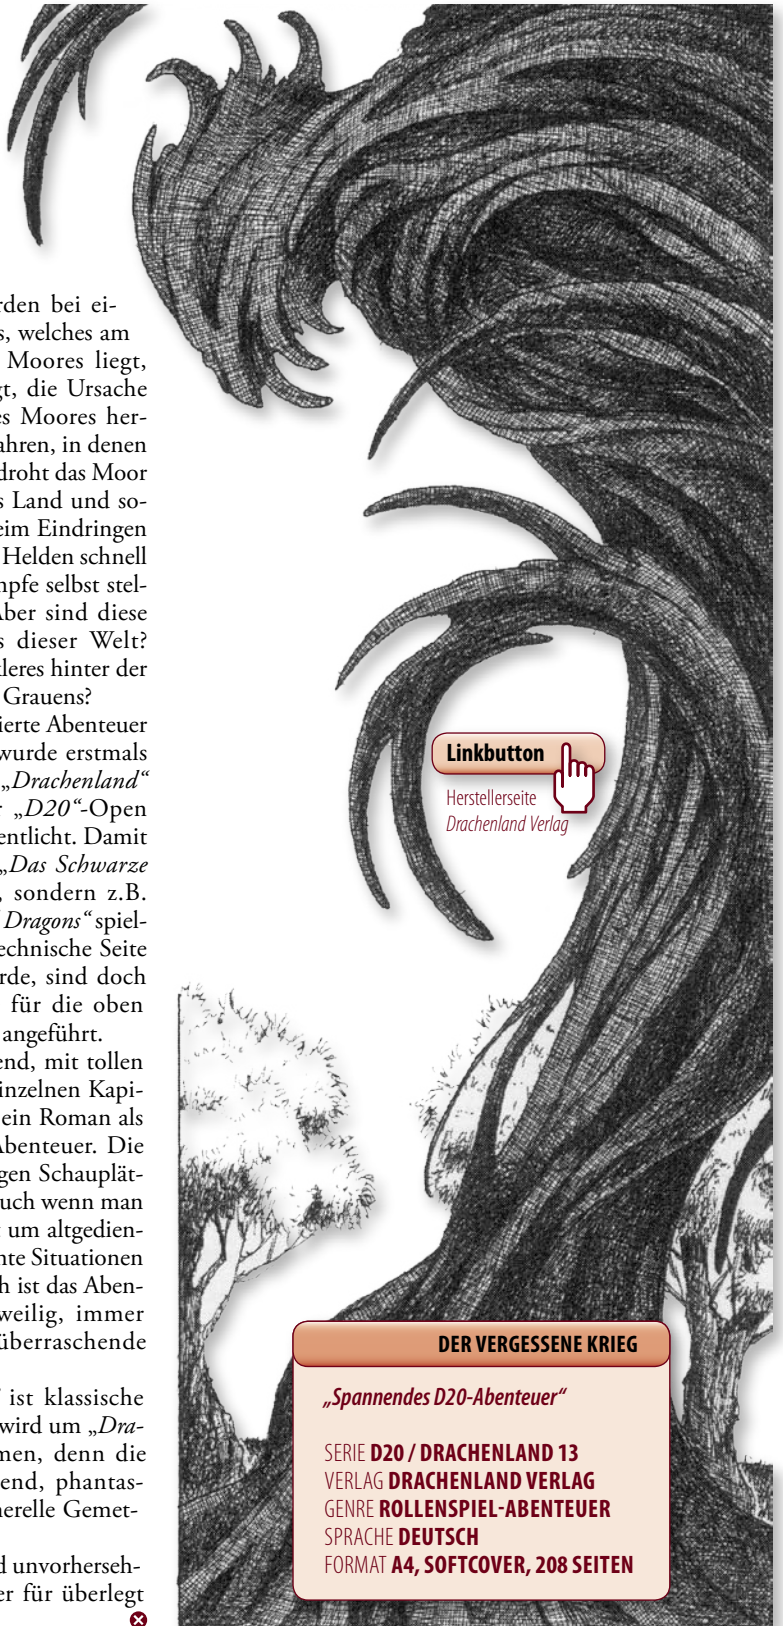 rden bei ei-
s, welches am
Moores liegt,
gt, die Ursache
es Moores her-
ahren, in denen
droht das Moor
s Land und so-
eim Eindringen
Helden schnell
mpfe selbst stel-
Aber sind diese
s dieser Welt?
leres hinter der
Grauens?
ierte Abenteuer
wurde erstmals
„Drachenland“
r „D20“-Open
entlicht. Damit
„Das Schwarze
, sondern z.B.
Dragons“ spiel-
echnische Seite
rde, sind doch
für die oben
angeführt.
end, mit tollen
inzelnen Kapi-
ein Roman als
Abenteuer. Die
gen Schauplät-
uch wenn man
um altgedien-
nte Situationen
h ist das Aben-
weilig, immer
überraschende
ist klassische
wird um „Dra-
men, denn die
end, phantas-
nerelle Gemet-
d unvorherseh-
er für überlegt
Linkbutton
Herstellerseite
Drachenland Verlag
DER VERGESSENE KRIEG
„Spannendes D20-Abenteuer“
SERIE D20 / DRACHENLAND 13
VERLAG DRACHENLAND VERLAG
GENRE ROLLENSPIEL-ABENTEUER
SPRACHE DEUTSCH
FORMAT A4, SOFTCOVER, 208 SEITEN